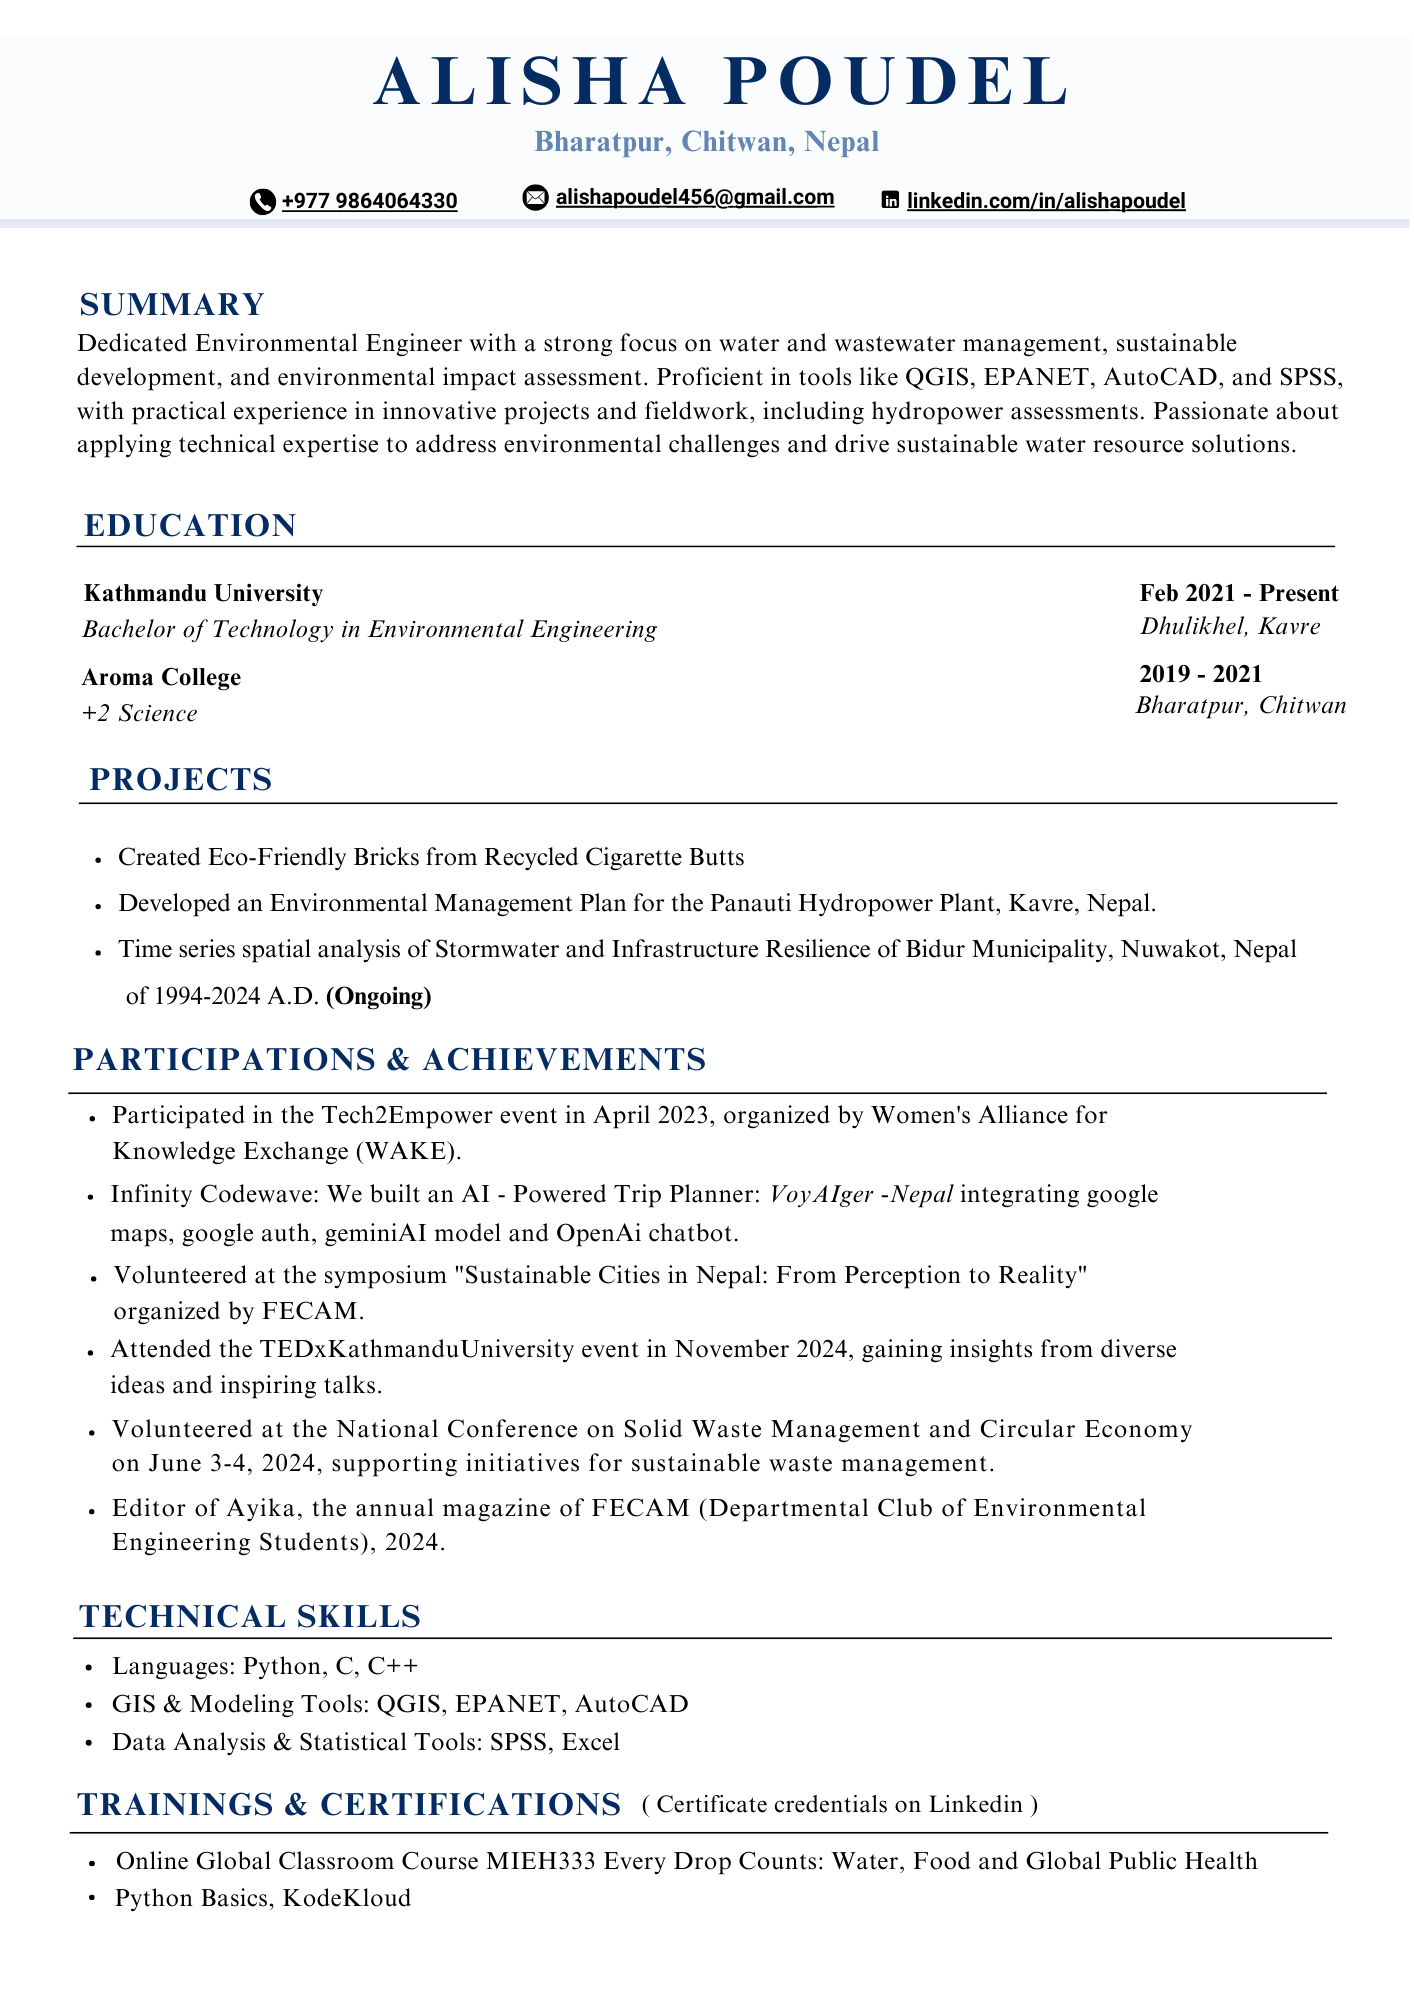 ALISHA POUDEL
Bharatpur, Chitwan, Nepal
+977 9864064330 alishapoudel456@gmail.com linkedin.com/in/alishapoudel
SUMMARY
Dedicated Environmental Engineer with a strong focus on water and wastewater management, sustainable
development, and environmental impact assessment. Proficient in tools like QGIS, EPANET, AutoCAD, and SPSS,
with practical experience in innovative projects and fieldwork, including hydropower assessments. Passionate about
applying technical expertise to address environmental challenges and drive sustainable water resource solutions.
EDUCATION
Kathmandu University Feb 2021 - Present
Bachelor of Technology in Environmental Engineering Dhulikhel, Kavre
Aroma College 2019 - 2021
+2 Science Bharatpur, Chitwan
PROJECTS
• Created Eco-Friendly Bricks from Recycled Cigarette Butts
• Developed an Environmental Management Plan for the Panauti Hydropower Plant, Kavre, Nepal.
• Time series spatial analysis of Stormwater and Infrastructure Resilience of Bidur Municipality, Nuwakot, Nepal
of 1994-2024 A.D. (Ongoing)
PARTICIPATIONS & ACHIEVEMENTS
• Participated in the Tech2Empower event in April 2023, organized by Women's Alliance for
Knowledge Exchange (WAKE).
• Infinity Codewave: We built an AI - Powered Trip Planner: VoyAIger -Nepal integrating google
maps, google auth, geminiAI model and OpenAi chatbot.
• Volunteered at the symposium "Sustainable Cities in Nepal: From Perception to Reality"
organized by FECAM.
• Attended the TEDxKathmanduUniversity event in November 2024, gaining insights from diverse
ideas and inspiring talks.
• Volunteered at the National Conference on Solid Waste Management and Circular Economy
on June 3-4, 2024, supporting initiatives for sustainable waste management.
• Editor of Ayika, the annual magazine of FECAM (Departmental Club of Environmental
Engineering Students), 2024.
TECHNICAL SKILLS
• Languages: Python, C, C++
• GIS & Modeling Tools: QGIS, EPANET, AutoCAD
• Data Analysis & Statistical Tools: SPSS, Excel
TRAININGS & CERTIFICATIONS ( Certificate credentials on Linkedin )
• Online Global Classroom Course MIEH333 Every Drop Counts: Water, Food and Global Public Health
• Python Basics, KodeKloud